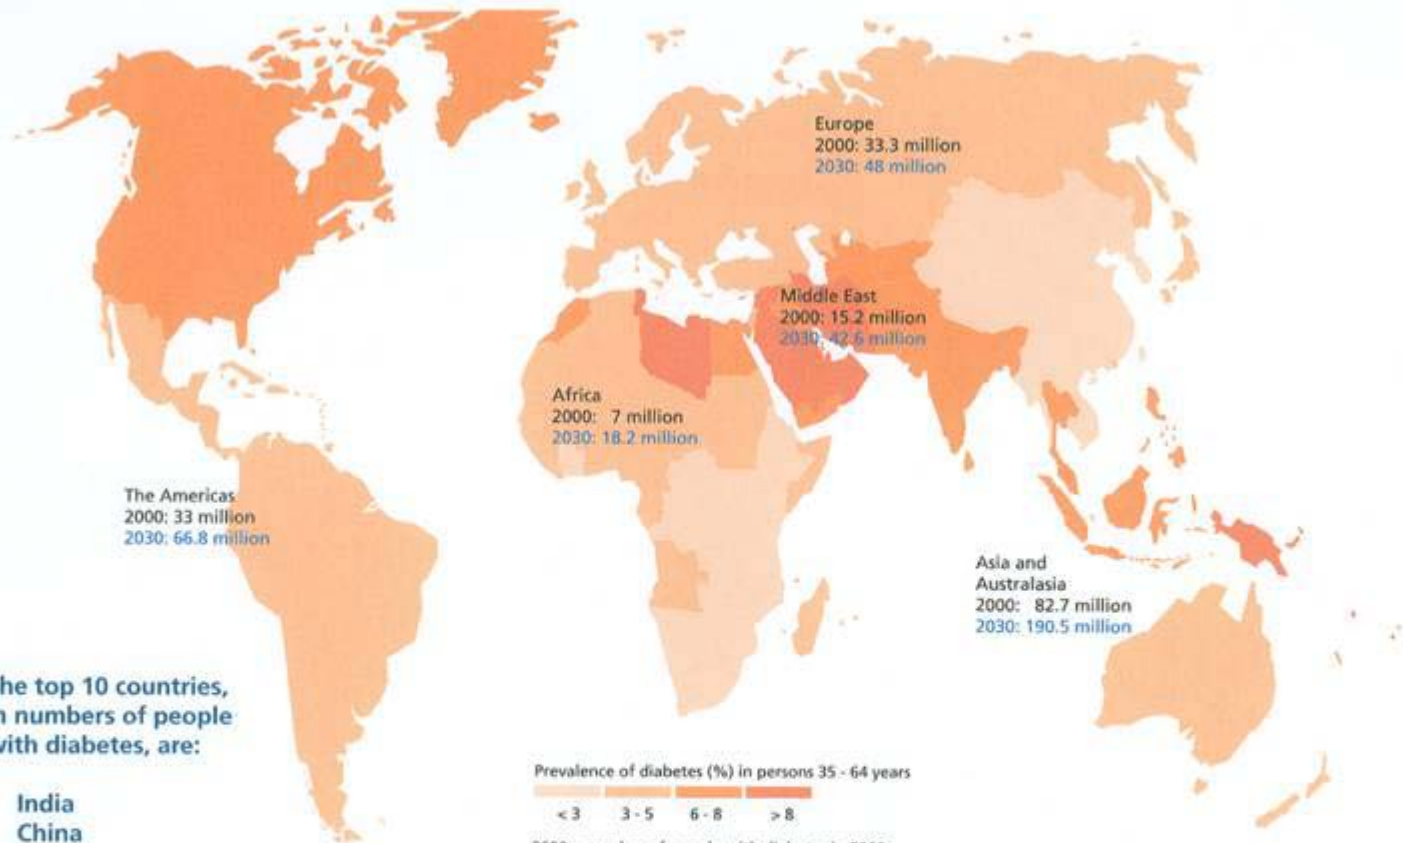 Europe
2000: 33.3 million
2030: 48 million
Middle East
2000: 15.2 million
2030: 42.6 million
Africa
2000: 7 million
2030: 18.2 million
The Americas
2000: 33 million
2030: 66.8 million
Asia and
Australasia
2000: 82.7 million
2030: 190.5 million
he top 10 countries,
n numbers of people
with diabetes, are:
India
China
Prevalence of diabetes (%) in persons 35 - 64 years
< 3 3 - 5 6 - 8 > 8